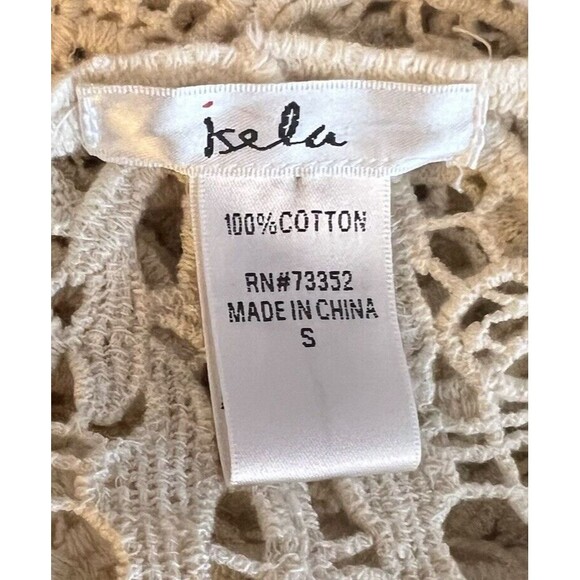 isela
100% COTTON
RN#73352
MADE IN CHINA
S